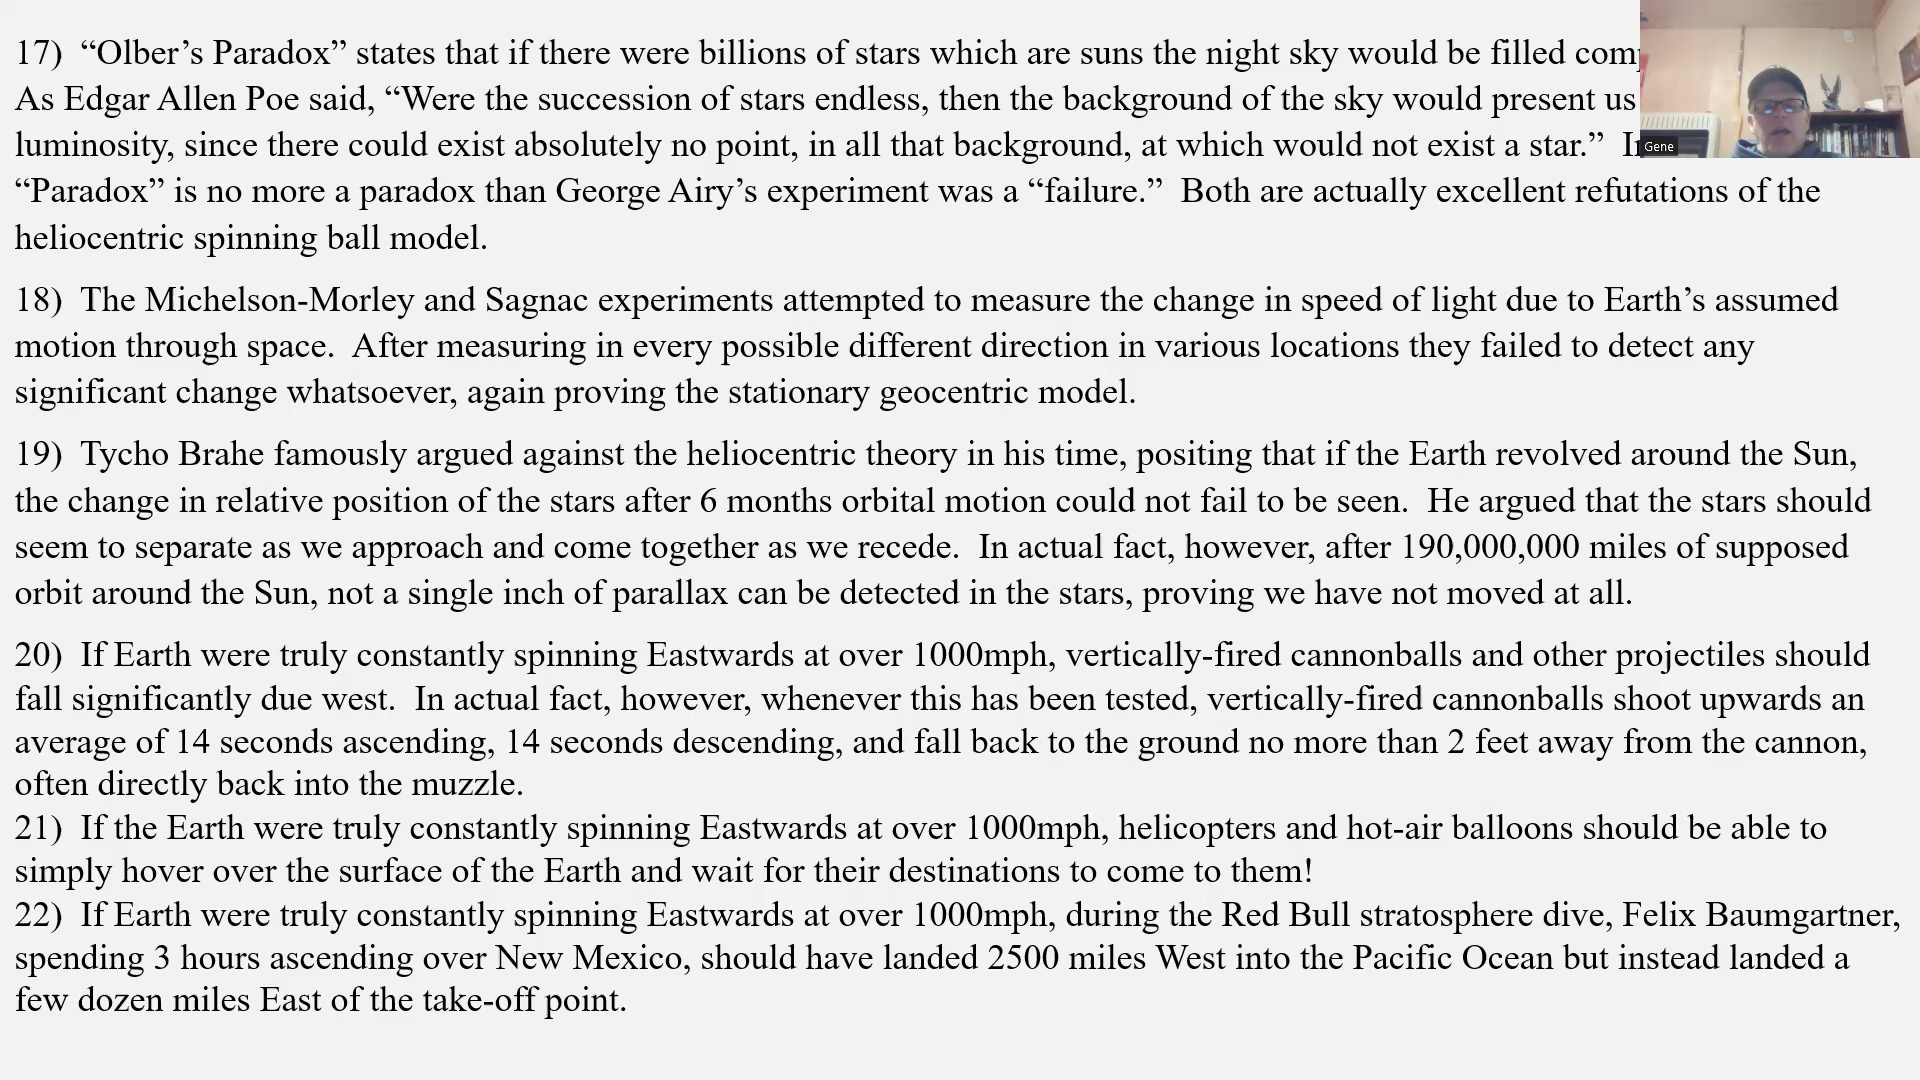 17)  “Olber’s Paradox” states that if there were billions of stars which are suns the night sky would be filled
As Edgar Allen Poe said, “Were the succession of stars endless, then the background of the sky would present us
luminosity, since there could exist absolutely no point, in all that background, at which would not exist a star.”
Gene
“Paradox” is no more a paradox than George Airy’s experiment was a “failure.”  Both are actually excellent refutations of the
heliocentric spinning ball model.
18)  The Michelson-Morley and Sagnac experiments attempted to measure the change in speed of light due to Earth’s assumed
motion through space.  After measuring in every possible different direction in various locations they failed to detect any
significant change whatsoever, again proving the stationary geocentric model.
19)  Tycho Brahe famously argued against the heliocentric theory in his time, positing that if the Earth revolved around the Sun,
the change in relative position of the stars after 6 months orbital motion could not fail to be seen.  He argued that the stars should
seem to separate as we approach and come together as we recede.  In actual fact, however, after 190,000,000 miles of supposed
orbit around the Sun, not a single inch of parallax can be detected in the stars, proving we have not moved at all.
20)  If Earth were truly constantly spinning Eastwards at over 1000mph, vertically-fired cannonballs and other projectiles should
fall significantly due west.  In actual fact, however, whenever this has been tested, vertically-fired cannonballs shoot upwards an
average of 14 seconds ascending, 14 seconds descending, and fall back to the ground no more than 2 feet away from the cannon,
often directly back into the muzzle.
21)  If the Earth were truly constantly spinning Eastwards at over 1000mph, helicopters and hot-air balloons should be able to
simply hover over the surface of the Earth and wait for their destinations to come to them!
22)  If Earth were truly constantly spinning Eastwards at over 1000mph, during the Red Bull stratosphere dive, Felix Baumgartner,
spending 3 hours ascending over New Mexico, should have landed 2500 miles West into the Pacific Ocean but instead landed a
few dozen miles East of the take-off point.